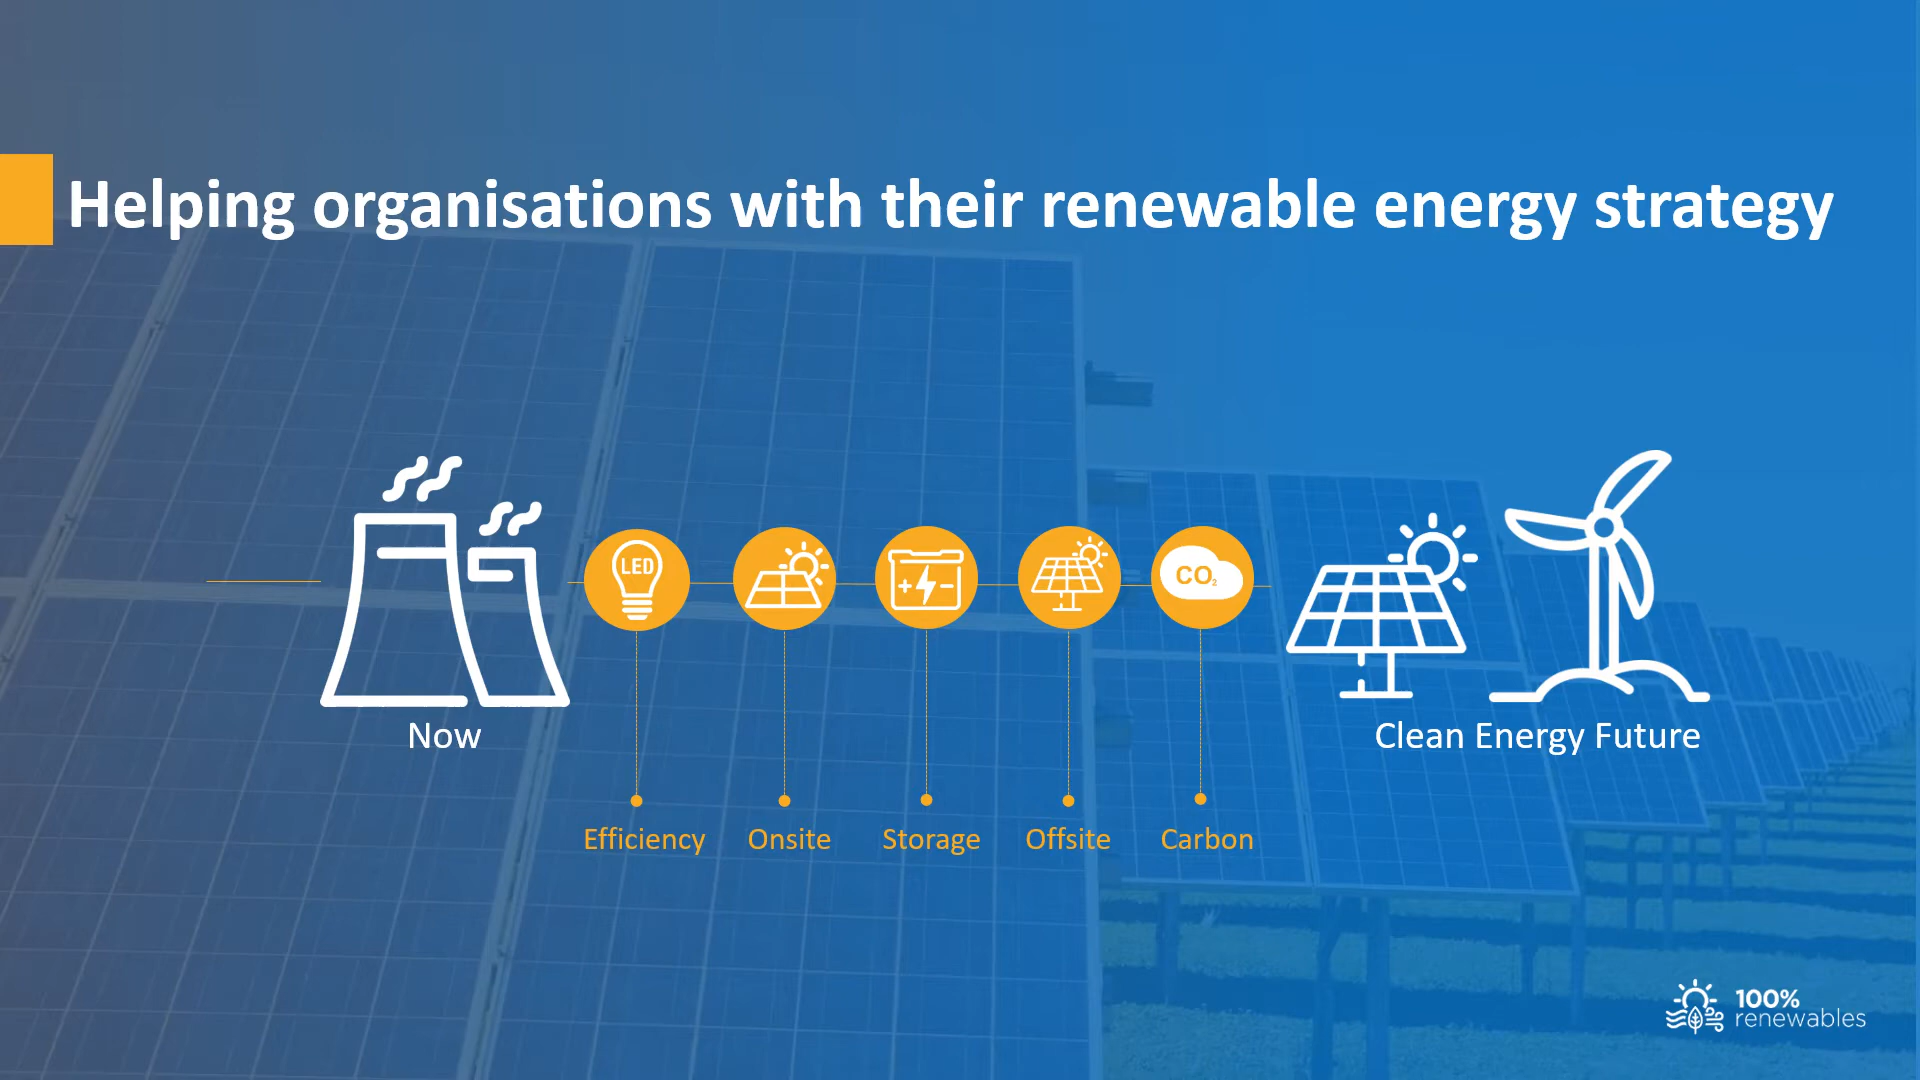 Helping organisations with their renewable energy strategy
LED
CO₂
Now
Clean Energy Future
Efficiency
Onsite
Storage
Offsite
Carbon
100%
renewables